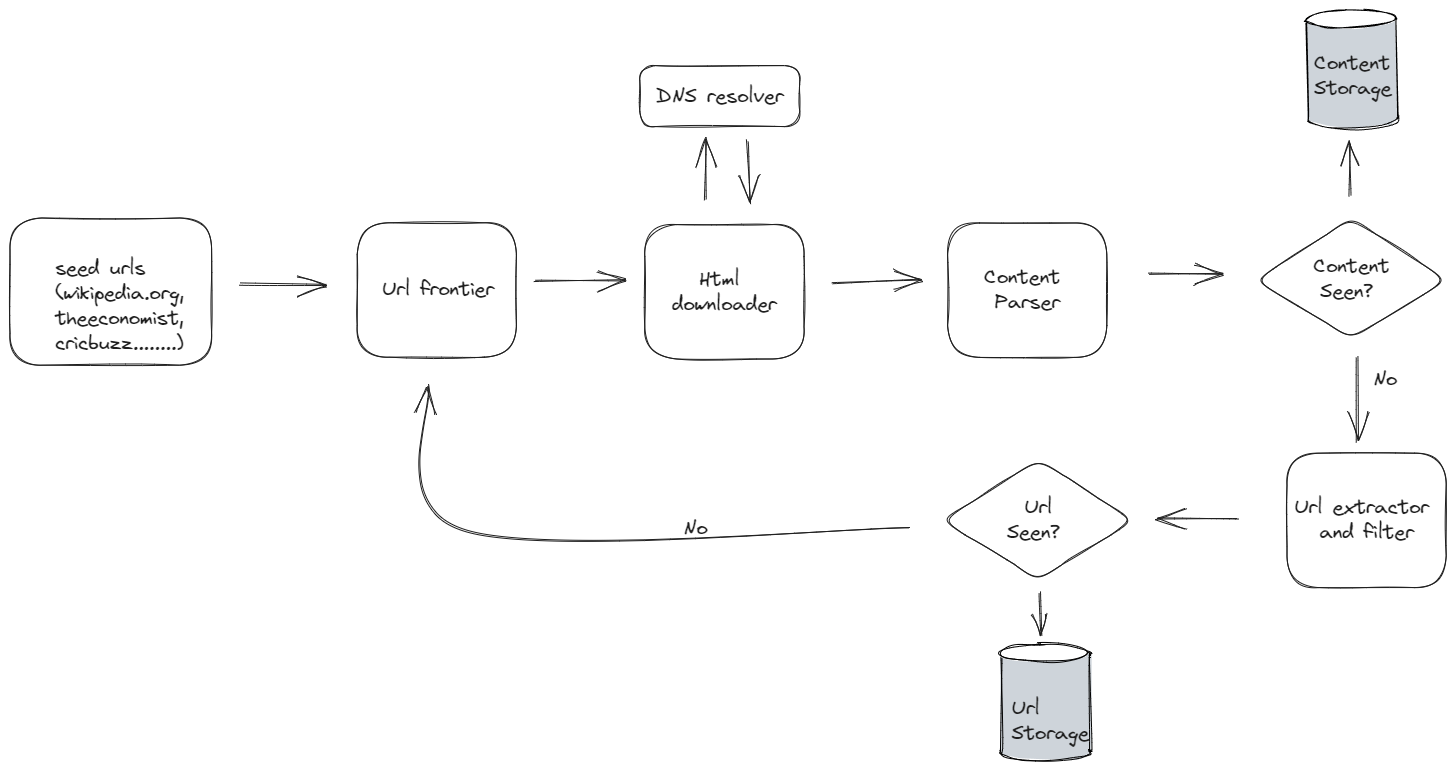 Content
Storage
DNS resolver
seed urls
(wikipedia.org,
theeconomist,
cricbuzz........)
Url frontier
Html
downloader
Content
Parser
Content
Seen?
No
Url extractor
and filter
Url
Seen?
No
Url
Storage